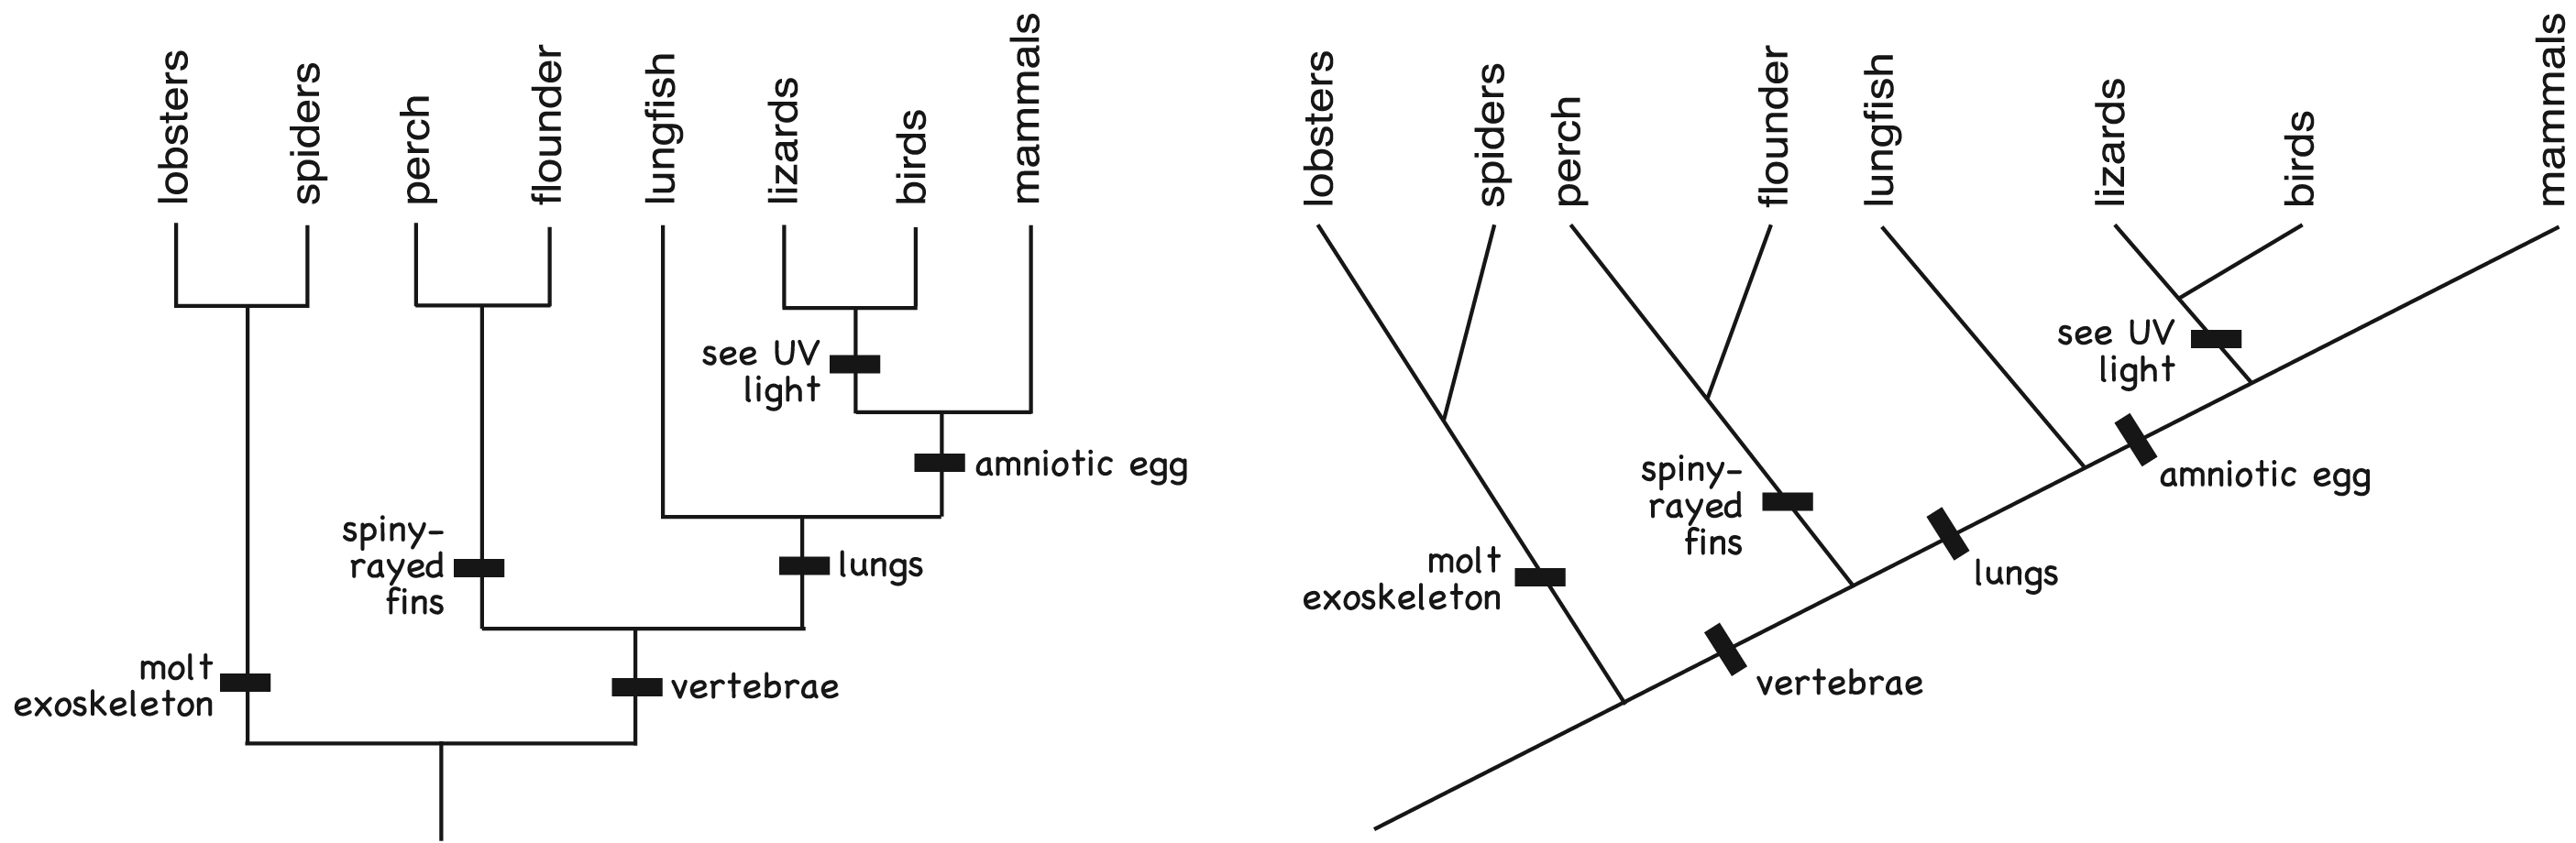 lobsters
spiders
perch
flounder
lungfish
lizards
birds
mammals
see UV
light
amniotic egg
spiny-
rayed
fins
lungs
molt
exoskeleton
vertebrae
lobsters
spiders
perch
flounder
lungfish
lizards
birds
mammals
see UV
light
amniotic egg
spiny-
rayed
fins
lungs
molt
exoskeleton
vertebrae